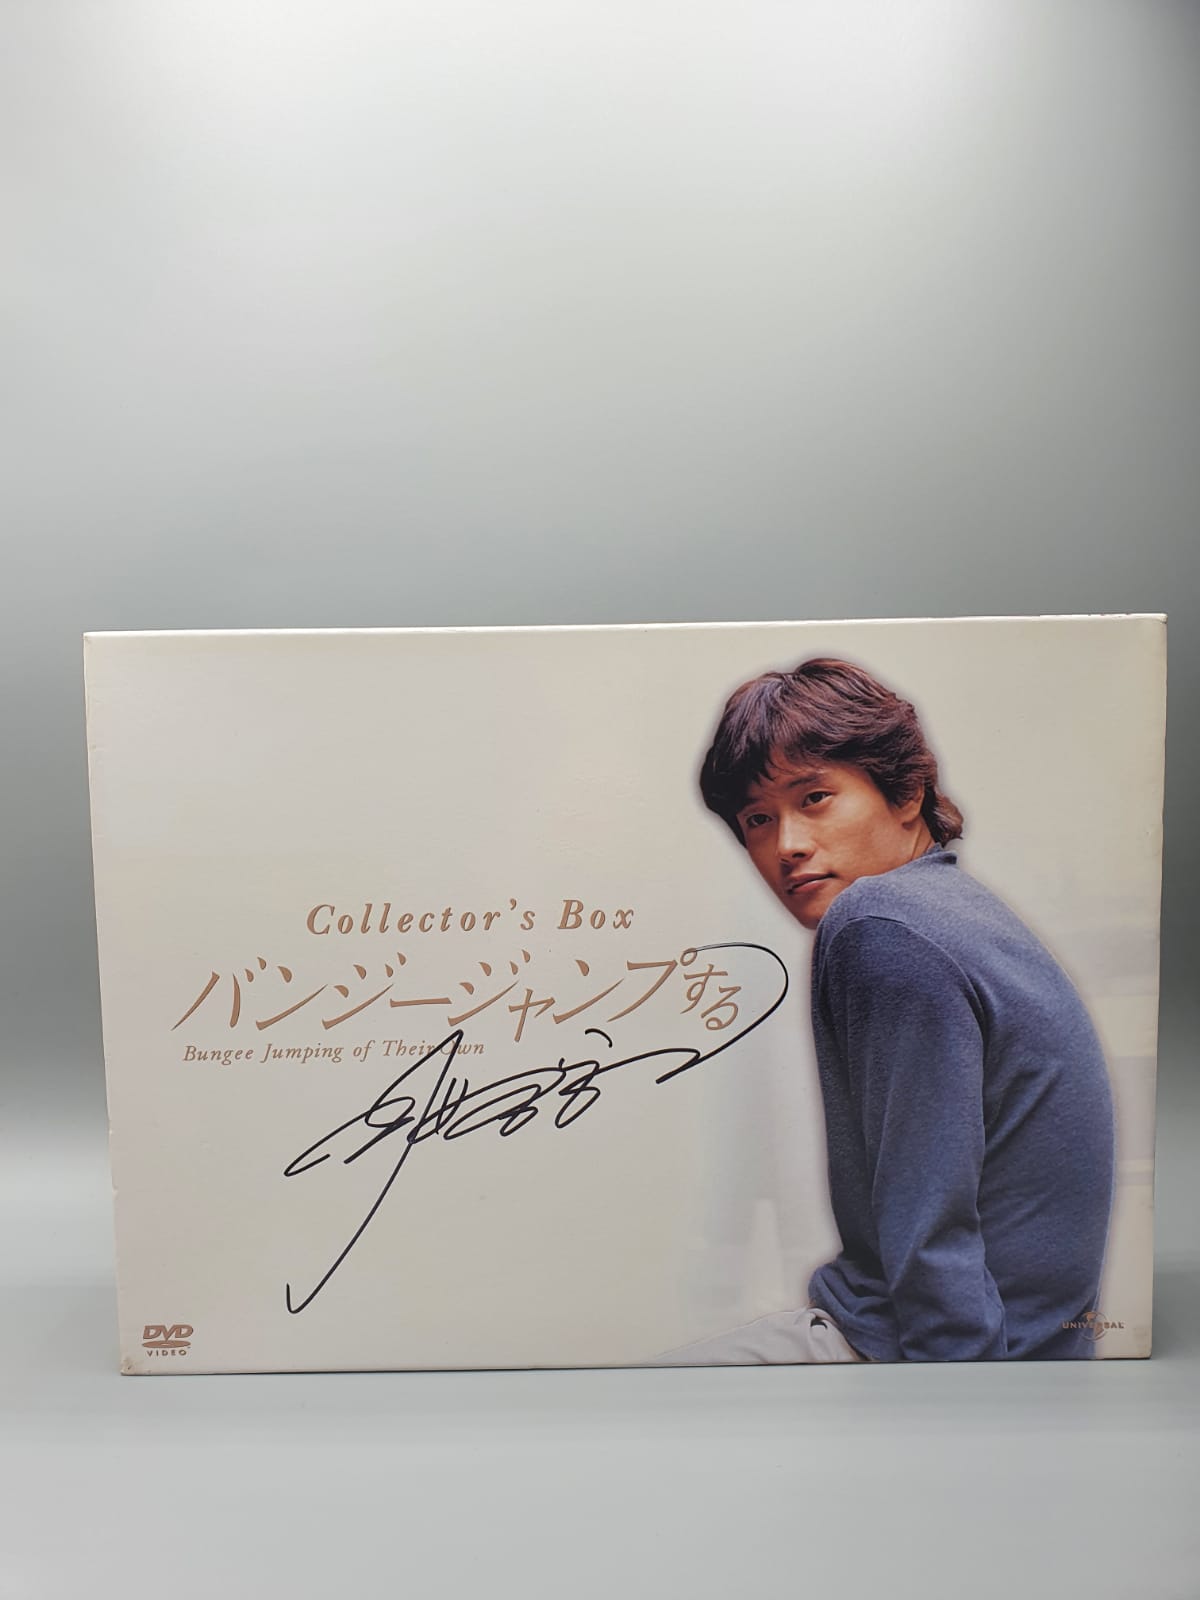 Collector's Box
バンジージャンプする
Bungee Jumping of Their Own
DVD
VIDEO
UNIVERSAL